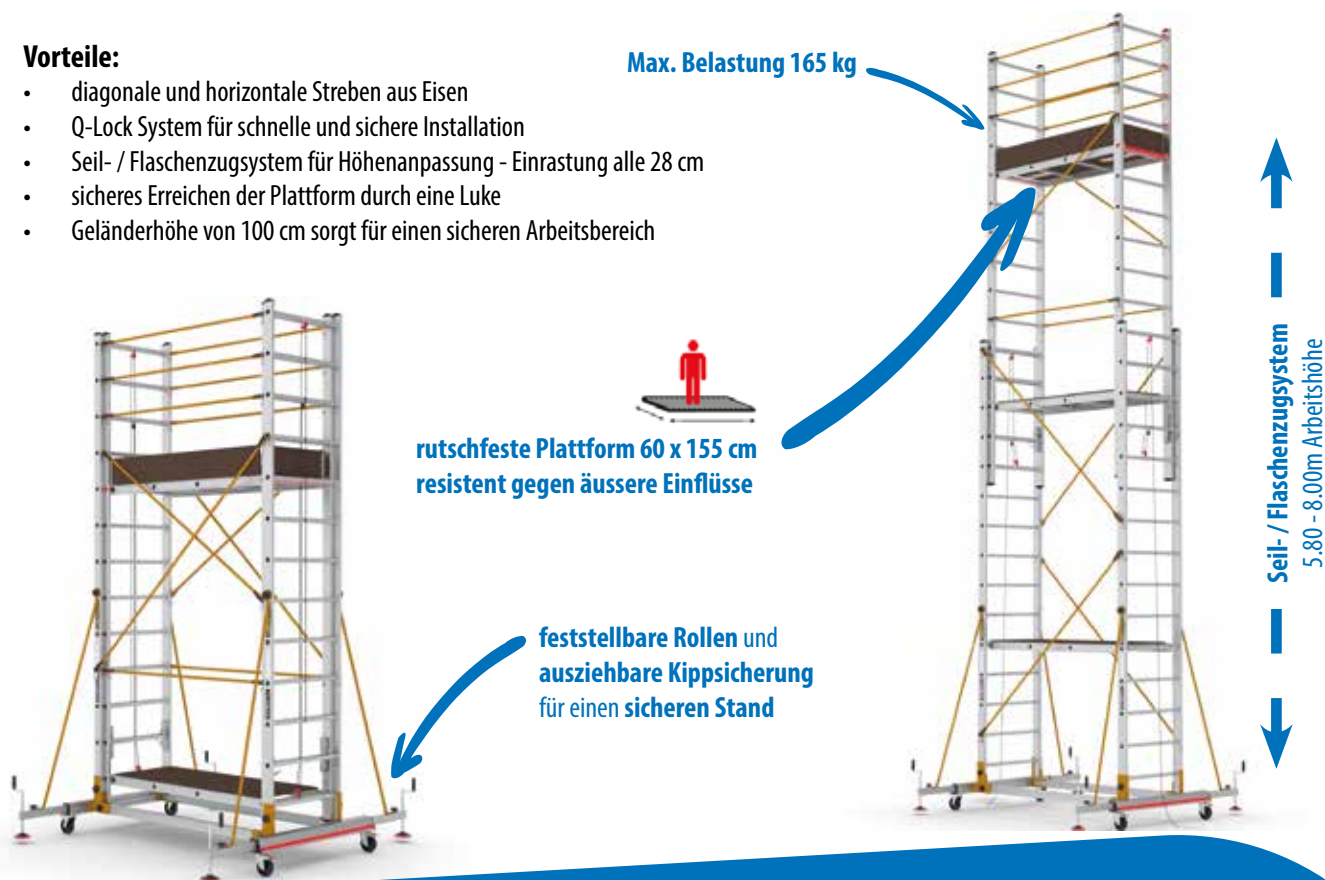 Vorteile:
• diagonale und horizontale Streben aus Eisen
• Q-Lock System für schnelle und sichere Installation
• Seil- / Flaschenzugsystem für Höhenanpassung - Einrastung alle 28 cm
• sicheres Erreichen der Plattform durch eine Luke
• Geländerhöhe von 100 cm sorgt für einen sicheren Arbeitsbereich
Max. Belastung 165 kg
rutschfeste Plattform 60 x 155 cm
resistent gegen äussere Einflüsse
feststellbare Rollen und
ausziehbare Kippsicherung
für einen sicheren Stand
Seil- / Flaschenzugsystem
5.80 - 8.00m Arbeitshöhe